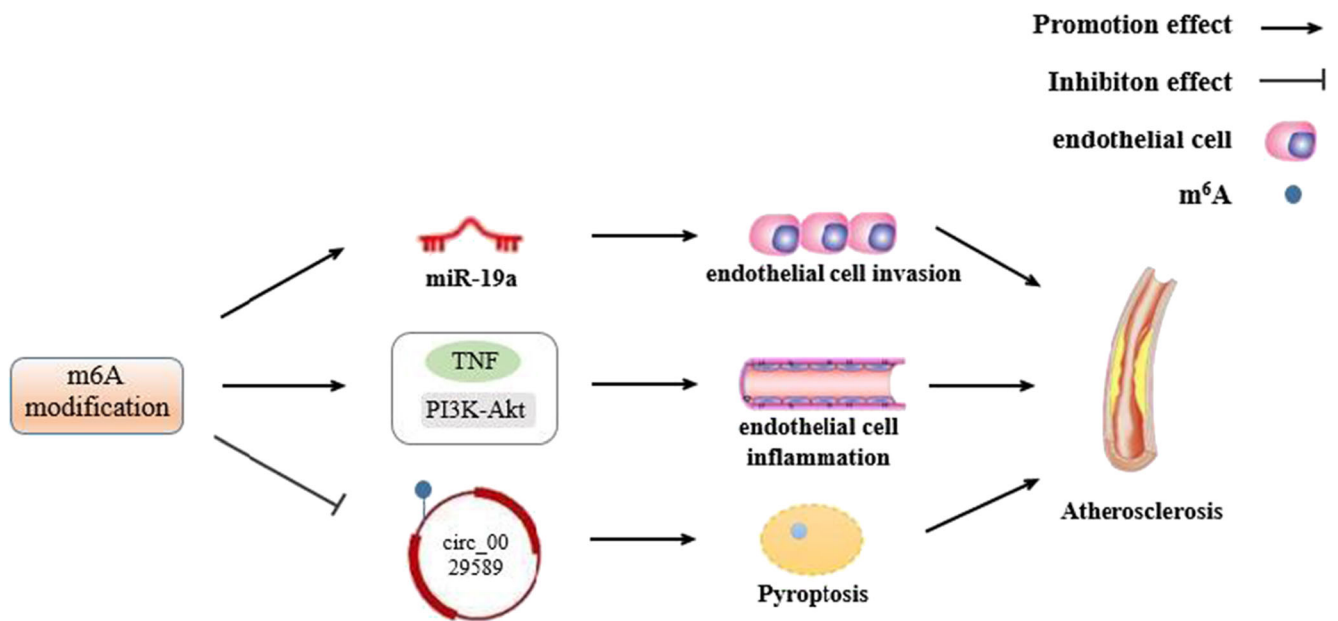 Promotion effect
Inhibiton effect
endothelial cell
m⁶A
miR-19a
endothelial cell invasion
TNF
PI3K-Akt
m6A
modification
endothelial cell
inflammation
circ_00
29589
Pyroptosis
Atherosclerosis